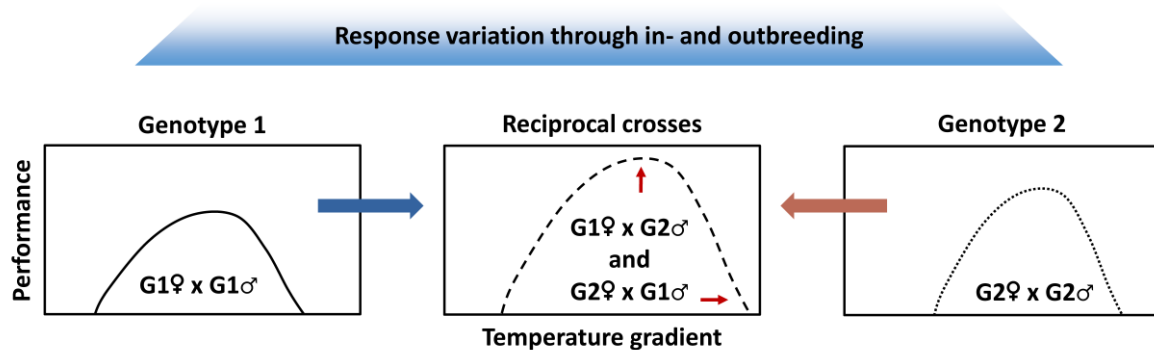 Response variation through in- and outbreeding
Genotype 1
Reciprocal crosses
Genotype 2
Performance
G1♀ x G1♂
G1♀ x G2♂
and
G2♀ x G1♂
G2♀ x G2♂
Temperature gradient